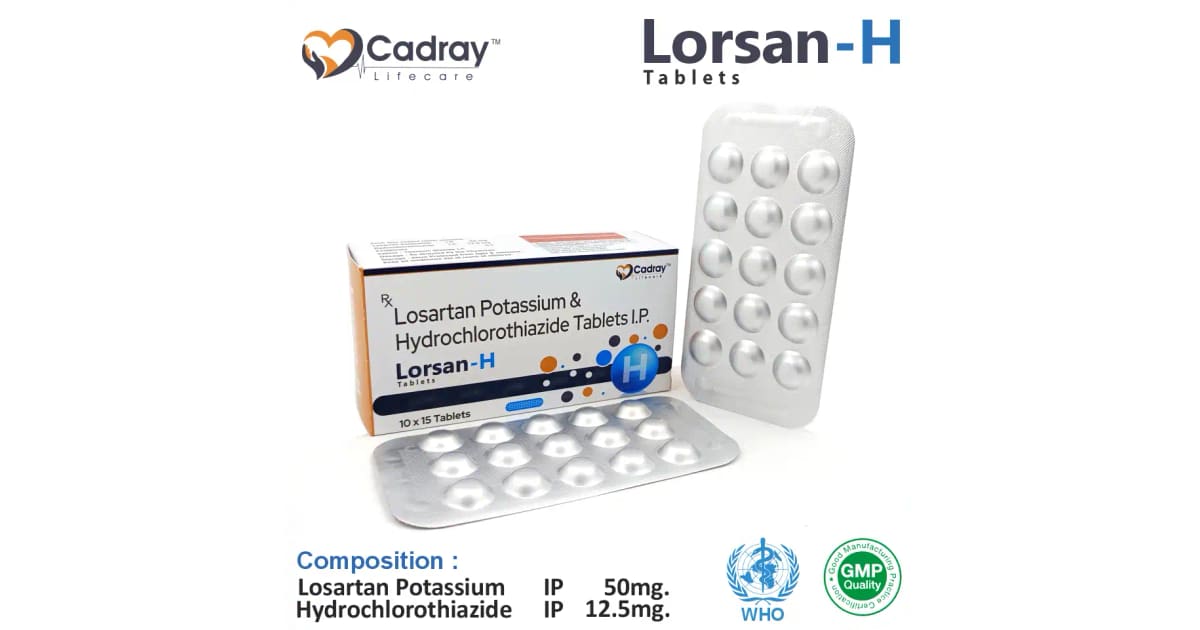 Cadray™
Lifecare
Lorsan-H
Tablets
Cadray™
Lifecare
Rx
Losartan Potassium &
Hydrochlorothiazide Tablets I.P.
Lorsan-H
Tablets
H
10 x 15 Tablets
Composition :
Losartan Potassium IP 50mg.
Hydrochlorothiazide IP 12.5mg.
WHO
Good Manufacturing
GMP
Quality
Practice Certification